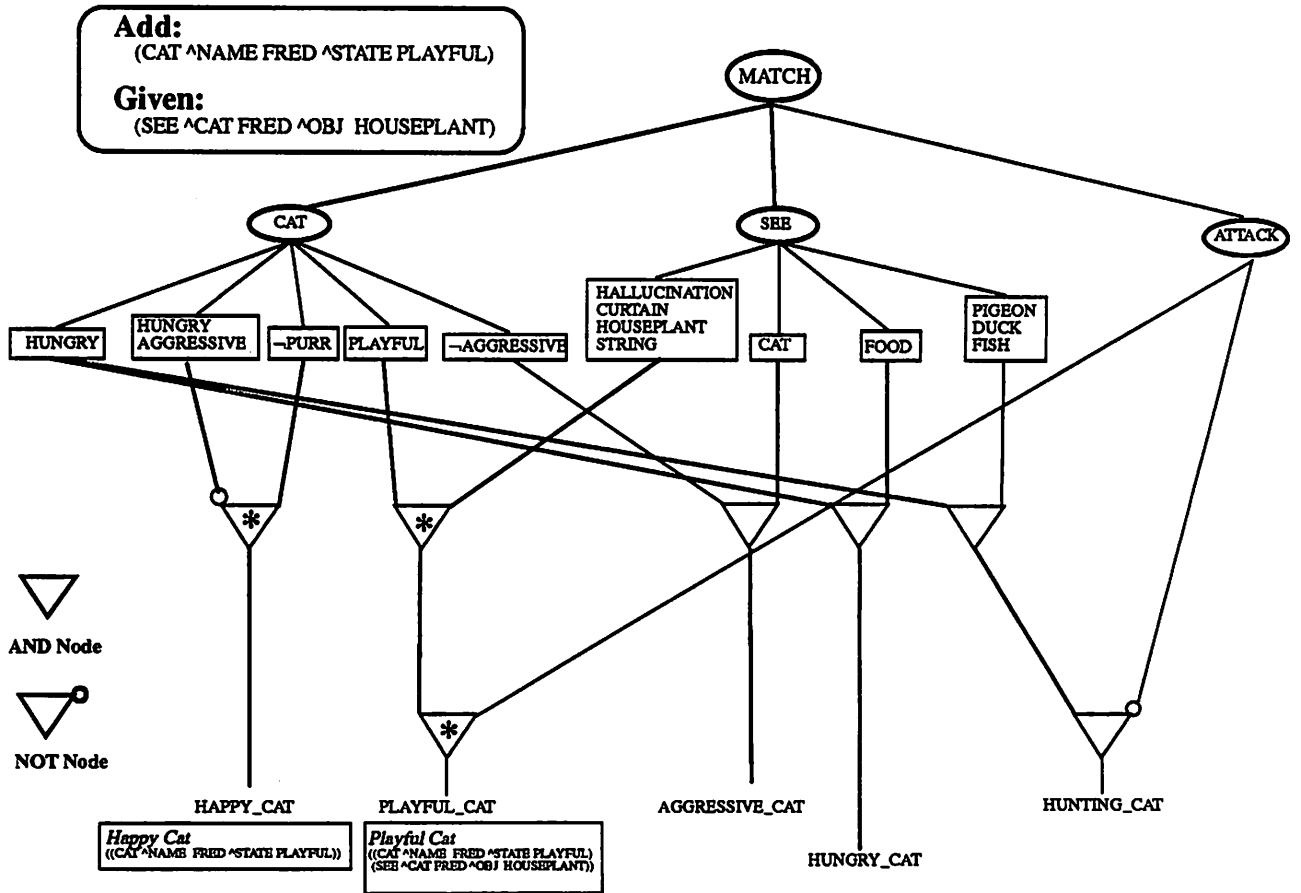 Add:
(CAT ^NAME FRED ^STATE PLAYFUL)
Given:
(SEE ^CAT FRED ^OBJ HOUSEPLANT)
MATCH
CAT
SEE
ATTACK
HUNGRY
HUNGRY
AGGRESSIVE
¬PURR
PLAYFUL
¬AGGRESSIVE
HALLUCINATION
CURTAIN
HOUSEPLANT
STRING
CAT
FOOD
PIGEON
DUCK
FISH
*
*
AND Node
*
NOT Node
HAPPY_CAT
PLAYFUL_CAT
AGGRESSIVE_CAT
HUNTING_CAT
Happy Cat
((CAT ^NAME FRED ^STATE PLAYFUL))
Playful Cat
((CAT ^NAME FRED ^STATE PLAYFUL)
(SEE ^CAT FRED ^OBJ HOUSEPLANT))
HUNGRY_CAT